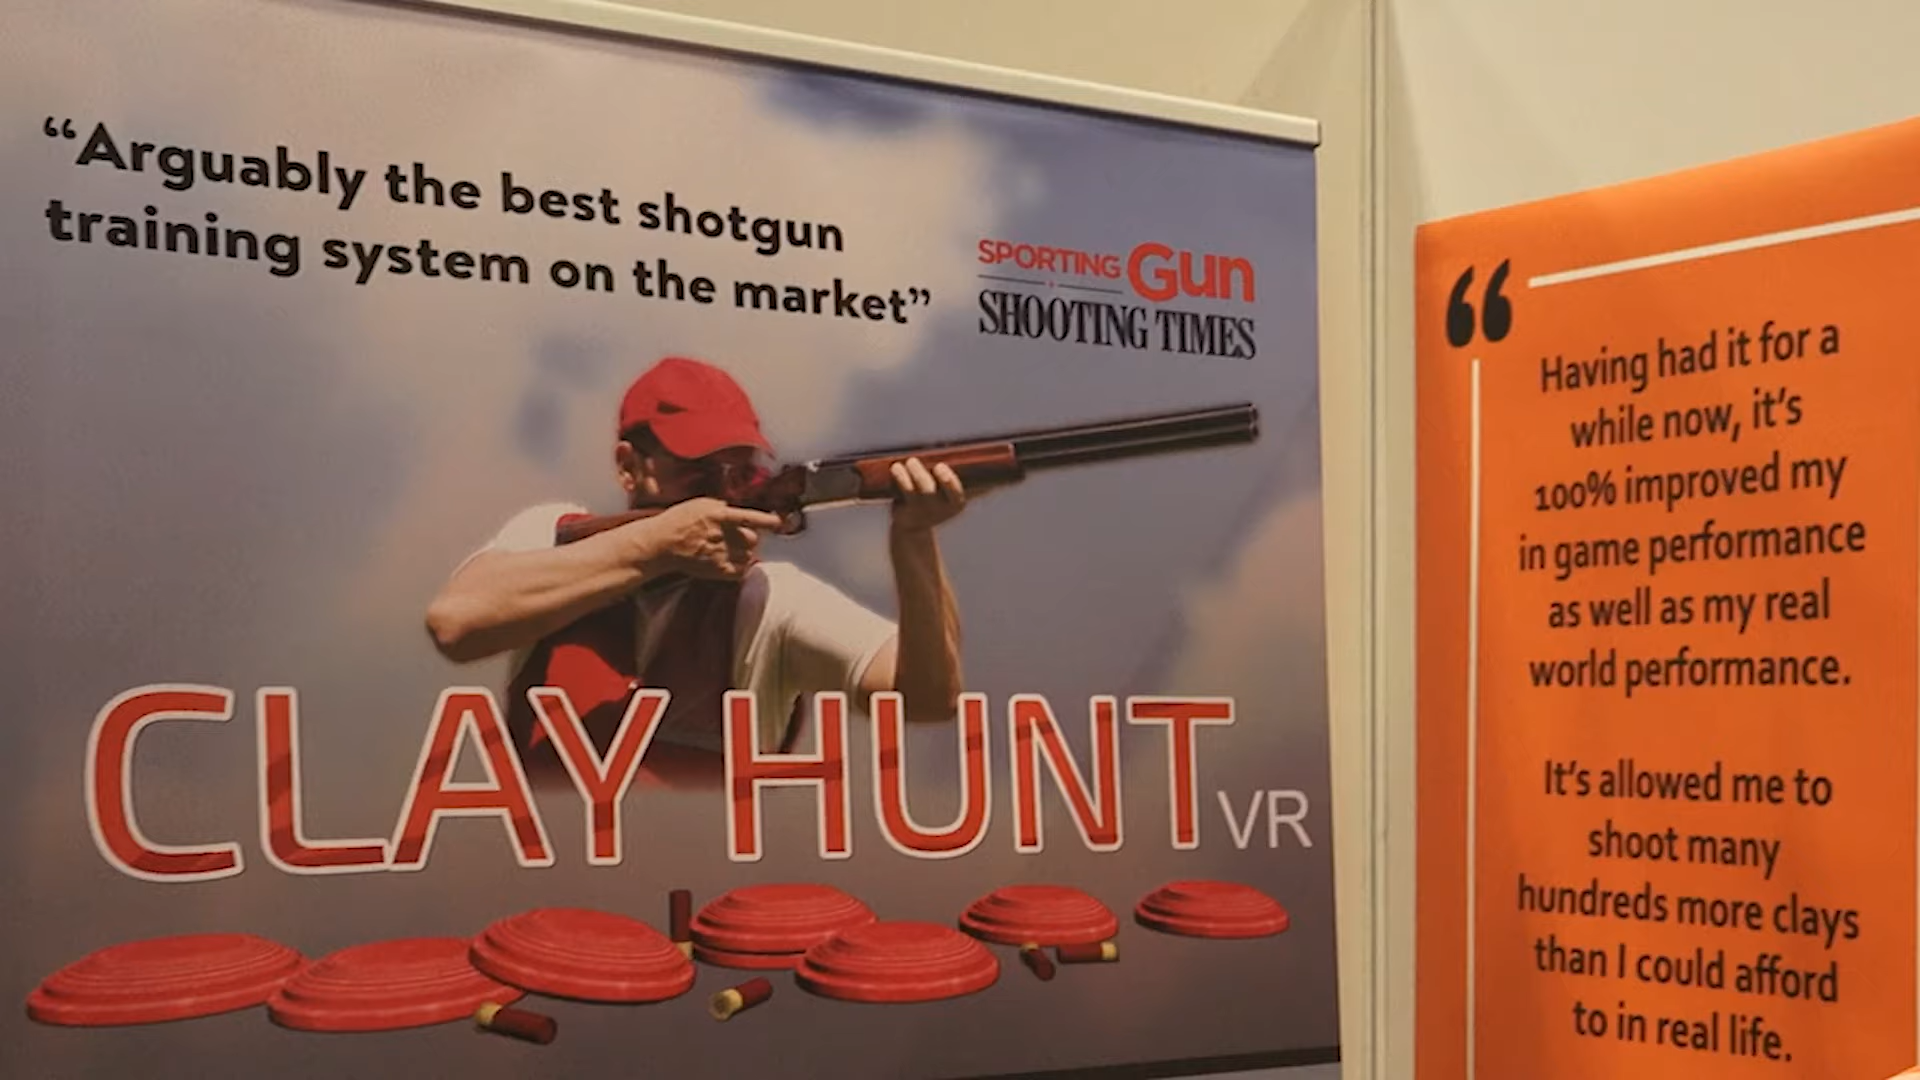 “Arguably the best shotgun
training system on the market”
SPORTING Gun
SHOOTING TIMES
CLAY HUNT VR
“
Having had it for a
while now, it's
100% improved my
in game performance
as well as my real
world performance.
It's allowed me to
shoot many
hundreds more clays
than I could afford
to in real life.